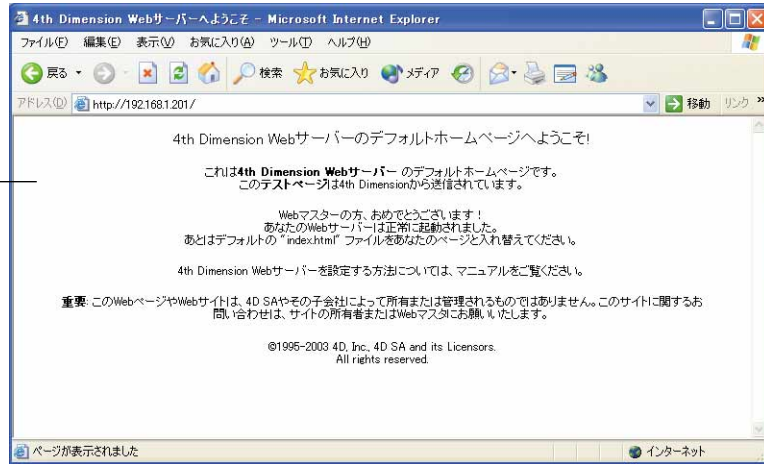 4th Dimension Webサーバーへようこそ - Microsoft Internet Explorer
ファイル(F) 編集(E) 表示(V) お気に入り(A) ツール(T) ヘルプ(H)
戻る 検索 お気に入り メディア
アドレス(D) http://192.168.1.201/ 移動 リンク »
4th Dimension Webサーバーのデフォルトホームページへようこそ!
これは4th Dimension Webサーバー のデフォルトホームページです。
このテストページは4th Dimensionから送信されています。
Webマスターの方、おめでとうございます！
あなたのWebサーバーは正常に起動されました。
あとはデフォルトの "index.html" ファイルをあなたのページと入れ替えてください。
4th Dimension Webサーバーを設定する方法については、マニュアルをご覧ください。
重要: このWebページやWebサイトは、4D SAやその子会社によって所有または管理されるものではありません。このサイトに関するお
問い合わせは、サイトの所有者またはWebマスタにお願いいたします。
©1995-2003 4D, Inc., 4D SA and its Licensors.
All rights reserved.
ページが表示されました インターネット